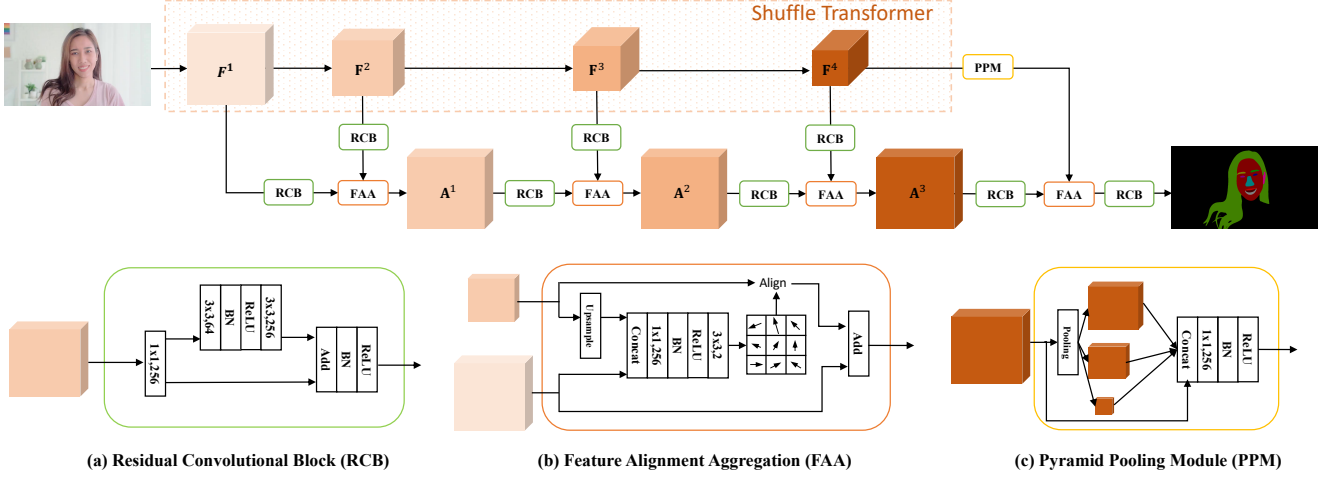 Shuffle Transformer
F¹
F²
F³
F⁴
PPM
RCB
RCB
RCB
RCB
FAA
A¹
RCB
FAA
A²
RCB
FAA
A³
RCB
FAA
RCB
1x1,256
3x3,64
BN
ReLU
3x3,256
Add
BN
ReLU
Upsample
Concat
1x1,256
BN
ReLU
3x3,2
Align
Add
Pooling
Concat
1x1,256
BN
ReLU
(a) Residual Convolutional Block (RCB)
(b) Feature Alignment Aggregation (FAA)
(c) Pyramid Pooling Module (PPM)